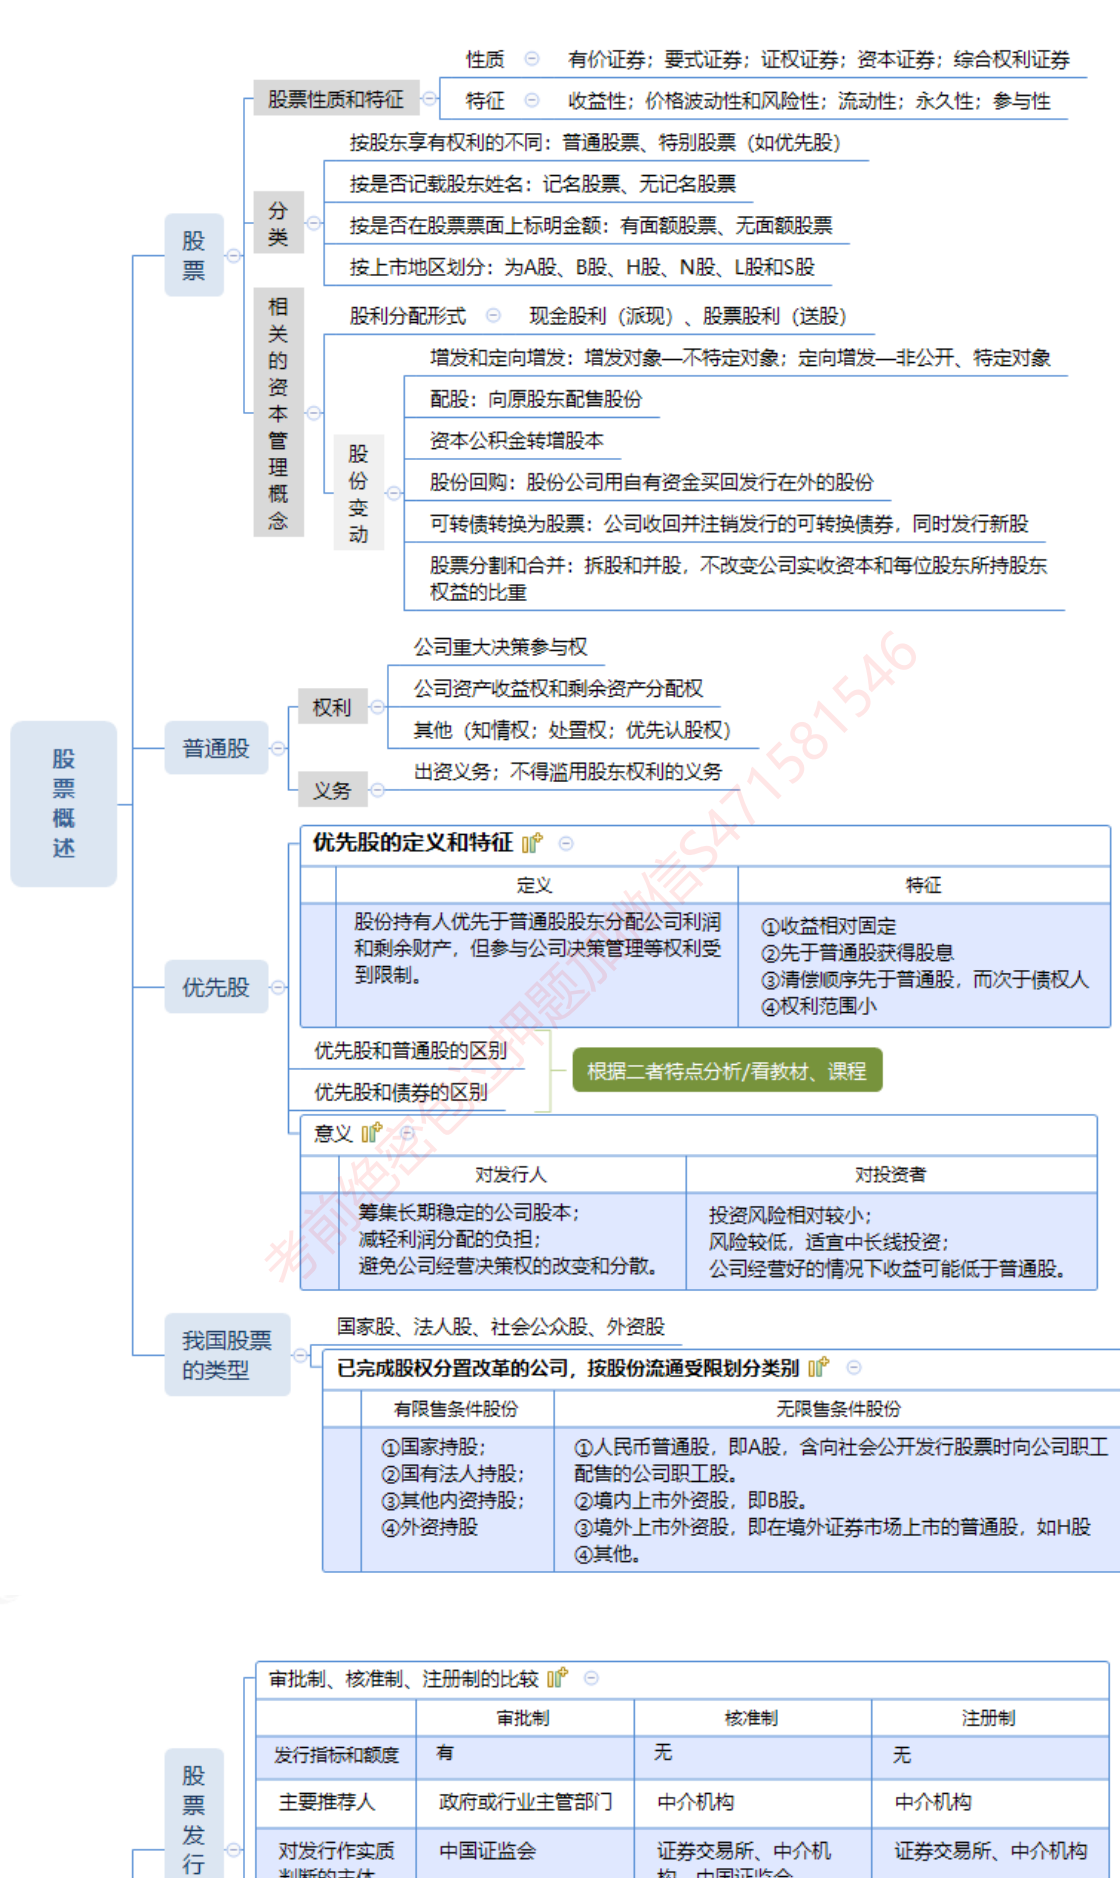 股票概述
股票
股票性质和特征
性质
有价证券；要式证券；证权证券；资本证券；综合权利证券
特征
收益性；价格波动性和风险性；流动性；永久性；参与性
分类
按股东享有权利的不同：普通股票、特别股票（如优先股）
按是否记载股东姓名：记名股票、无记名股票
按是否在股票票面上标明金额：有面额股票、无面额股票
按上市地区划分：为A股、B股、H股、N股、L股和S股
相关的资本管理概念
股利分配形式
现金股利（派现）、股票股利（送股）
股份变动
增发和定向增发：增发对象—不特定对象；定向增发—非公开、特定对象
配股：向原股东配售股份
资本公积金转增股本
股份回购：股份公司用自有资金买回发行在外的股份
可转债转换为股票：公司收回并注销发行的可转换债券，同时发行新股
股票分割和合并：拆股和并股，不改变公司实收资本和每位股东所持股东
权益的比重
普通股
权利
公司重大决策参与权
公司资产收益权和剩余资产分配权
其他（知情权；处置权；优先认股权）
义务
出资义务；不得滥用股东权利的义务
优先股
优先股的定义和特征
定义
特征
股份持有人优先于普通股股东分配公司利润
和剩余财产，但参与公司决策管理等权利受
到限制。
①收益相对固定
②先于普通股获得股息
③清偿顺序先于普通股，而次于债权人
④权利范围小
优先股和普通股的区别
优先股和债券的区别
根据二者特点分析/看教材、课程
意义
对发行人
对投资者
筹集长期稳定的公司股本；
减轻利润分配的负担；
避免公司经营决策权的改变和分散。
投资风险相对较小；
风险较低，适宜中长线投资；
公司经营好的情况下收益可能低于普通股。
我国股票
的类型
国家股、法人股、社会公众股、外资股
已完成股权分置改革的公司，按股份流通受限划分类别
有限售条件股份
无限售条件股份
①国家持股；
②国有法人持股；
③其他内资持股；
④外资持股
①人民币普通股，即A股，含向社会公开发行股票时向公司职工
配售的公司职工股。
②境内上市外资股，即B股。
③境外上市外资股，即在境外证券市场上市的普通股，如H股
④其他。
考前绝密包过押题加微信S471581546
股票发行
审批制、核准制、注册制的比较
审批制
核准制
注册制
发行指标和额度
有
无
无
主要推荐人
政府或行业主管部门
中介机构
中介机构
对发行作实质
判断的主体
中国证监会
证券交易所、中介机
构、中国证监会
证券交易所、中介机构